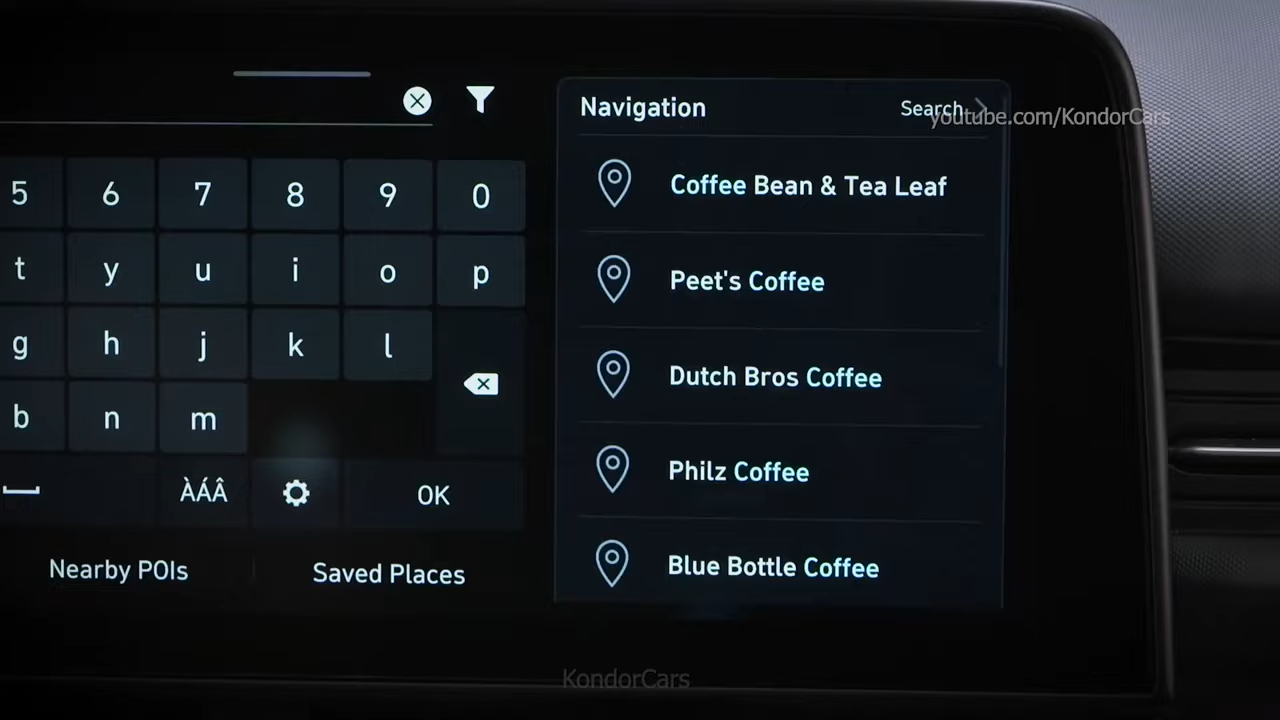 Navigation
Search
youtube.com/KondorCars
5 6 7 8 9 0
t y u i o p
g h j k l
b n m
ÀÁÂ
OK
Nearby POIs
Saved Places
Coffee Bean & Tea Leaf
Peet's Coffee
Dutch Bros Coffee
Philz Coffee
Blue Bottle Coffee
KondorCars